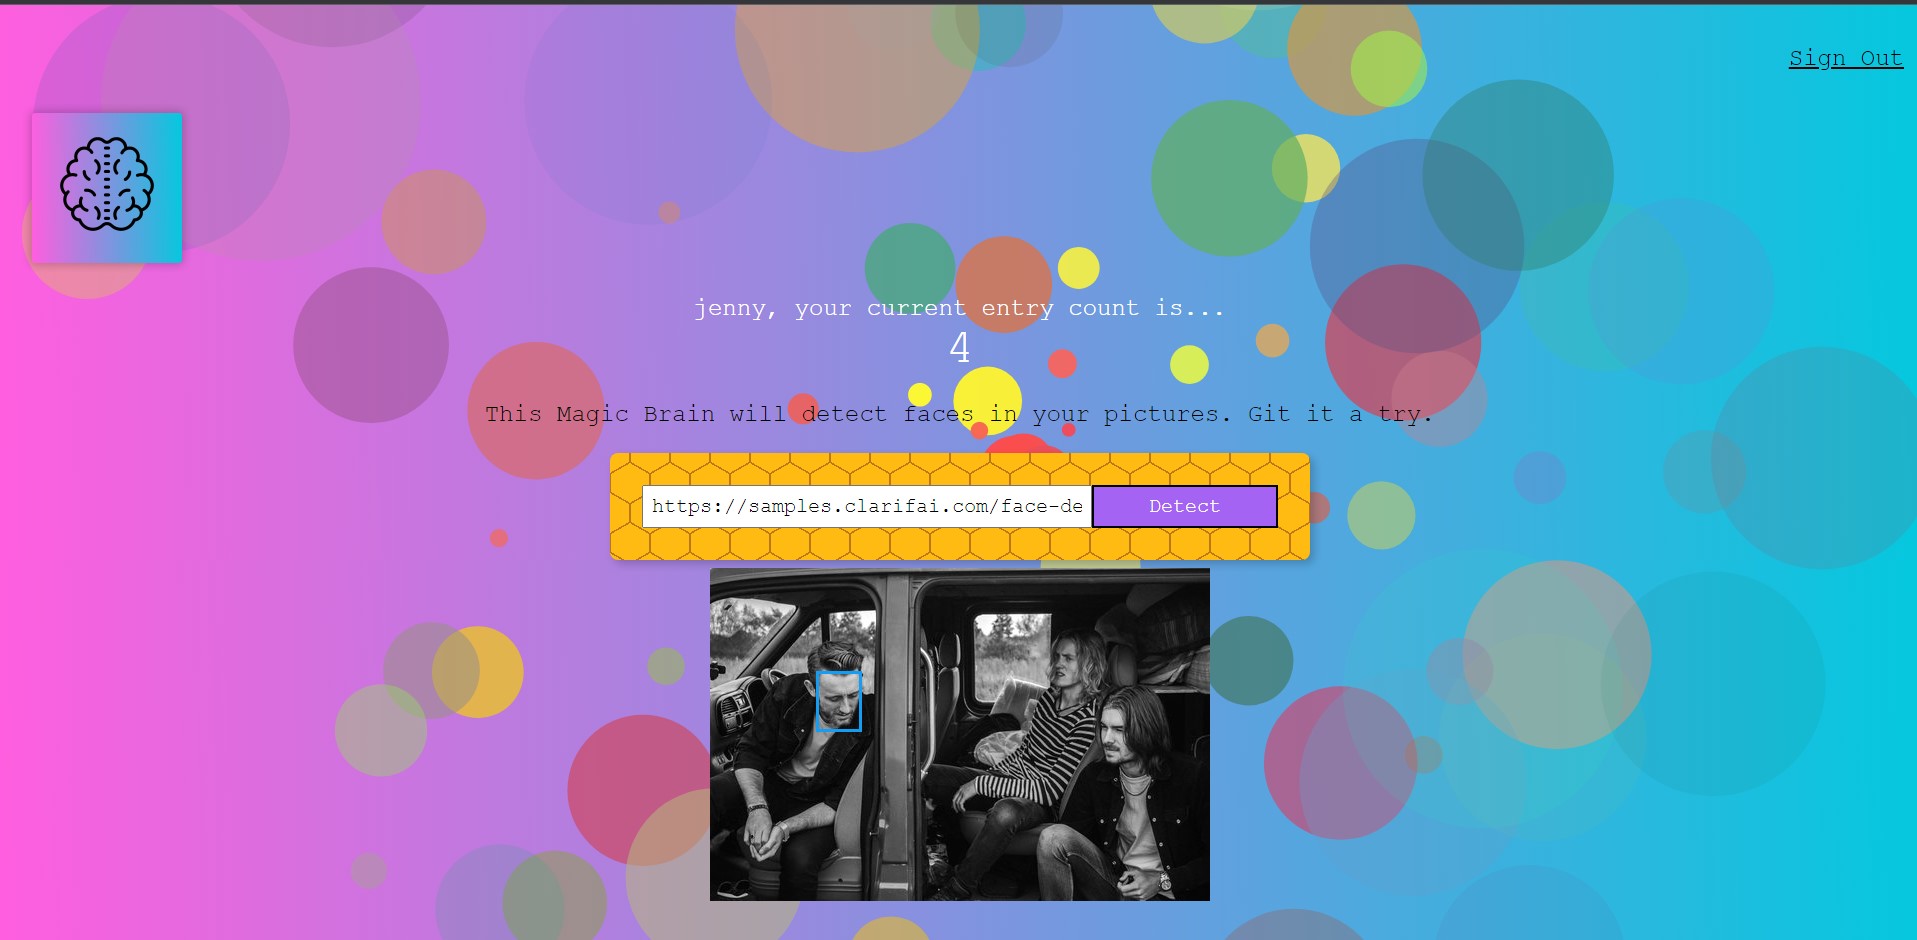 Sign Out
jenny, your current entry count is...
4
This Magic Brain will detect faces in your pictures. Git it a try.
https://samples.clarifai.com/face-de
Detect